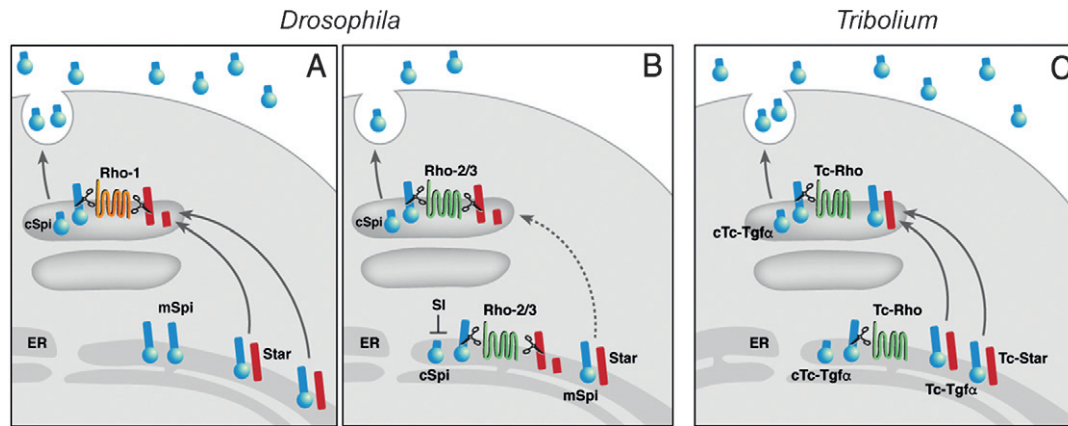 Drosophila
Tribolium
A
B
C
Rho-1
cSpi
mSpi
ER
Star
Rho-2/3
cSpi
SI
Rho-2/3
ER
cSpi
Star
mSpi
Tc-Rho
cTc-Tgfα
Tc-Rho
ER
Tc-Star
cTc-Tgfα
Tc-Tgfα